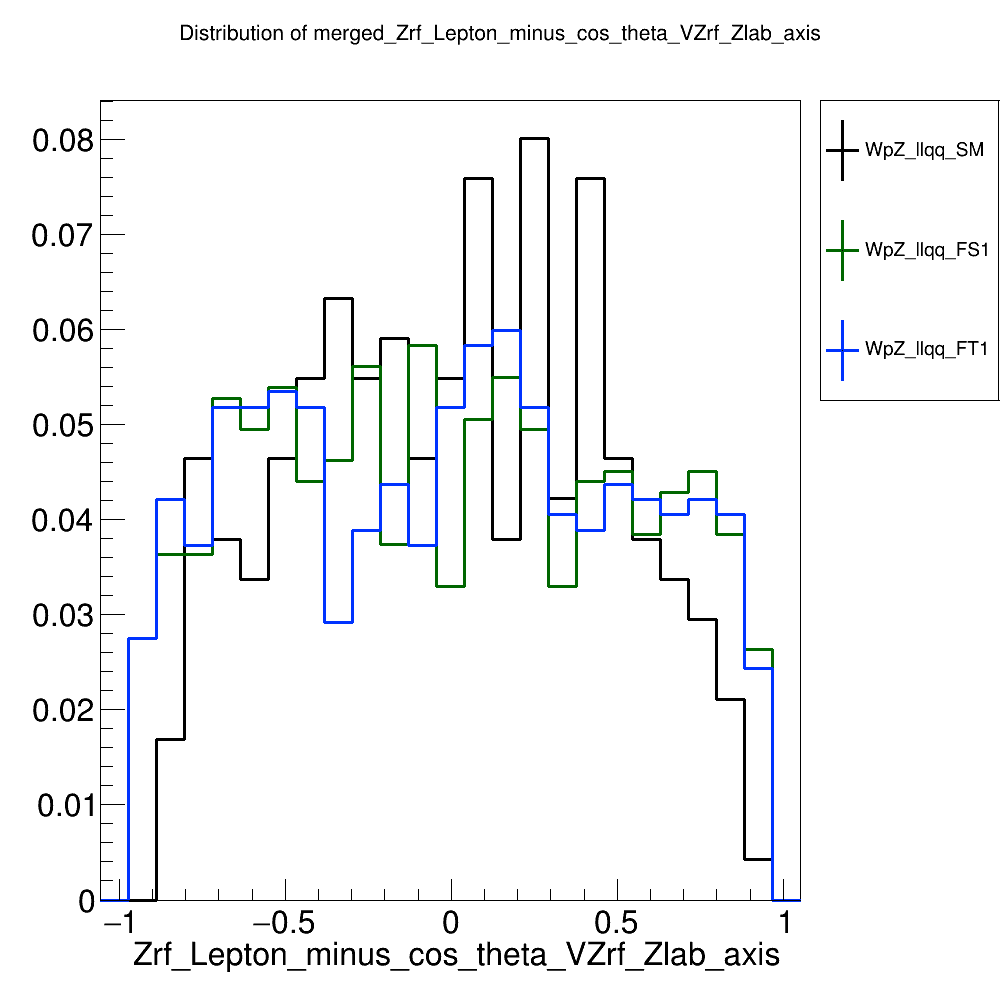 Distribution of merged_Zrf_Lepton_minus_cos_theta_VZrf_Zlab_axis
WpZ_llqq_SM
WpZ_llqq_FS1
WpZ_llqq_FT1
0.08
0.07
0.06
0.05
0.04
0.03
0.02
0.01
0
−1 −0.5 0 0.5 1
Zrf_Lepton_minus_cos_theta_VZrf_Zlab_axis